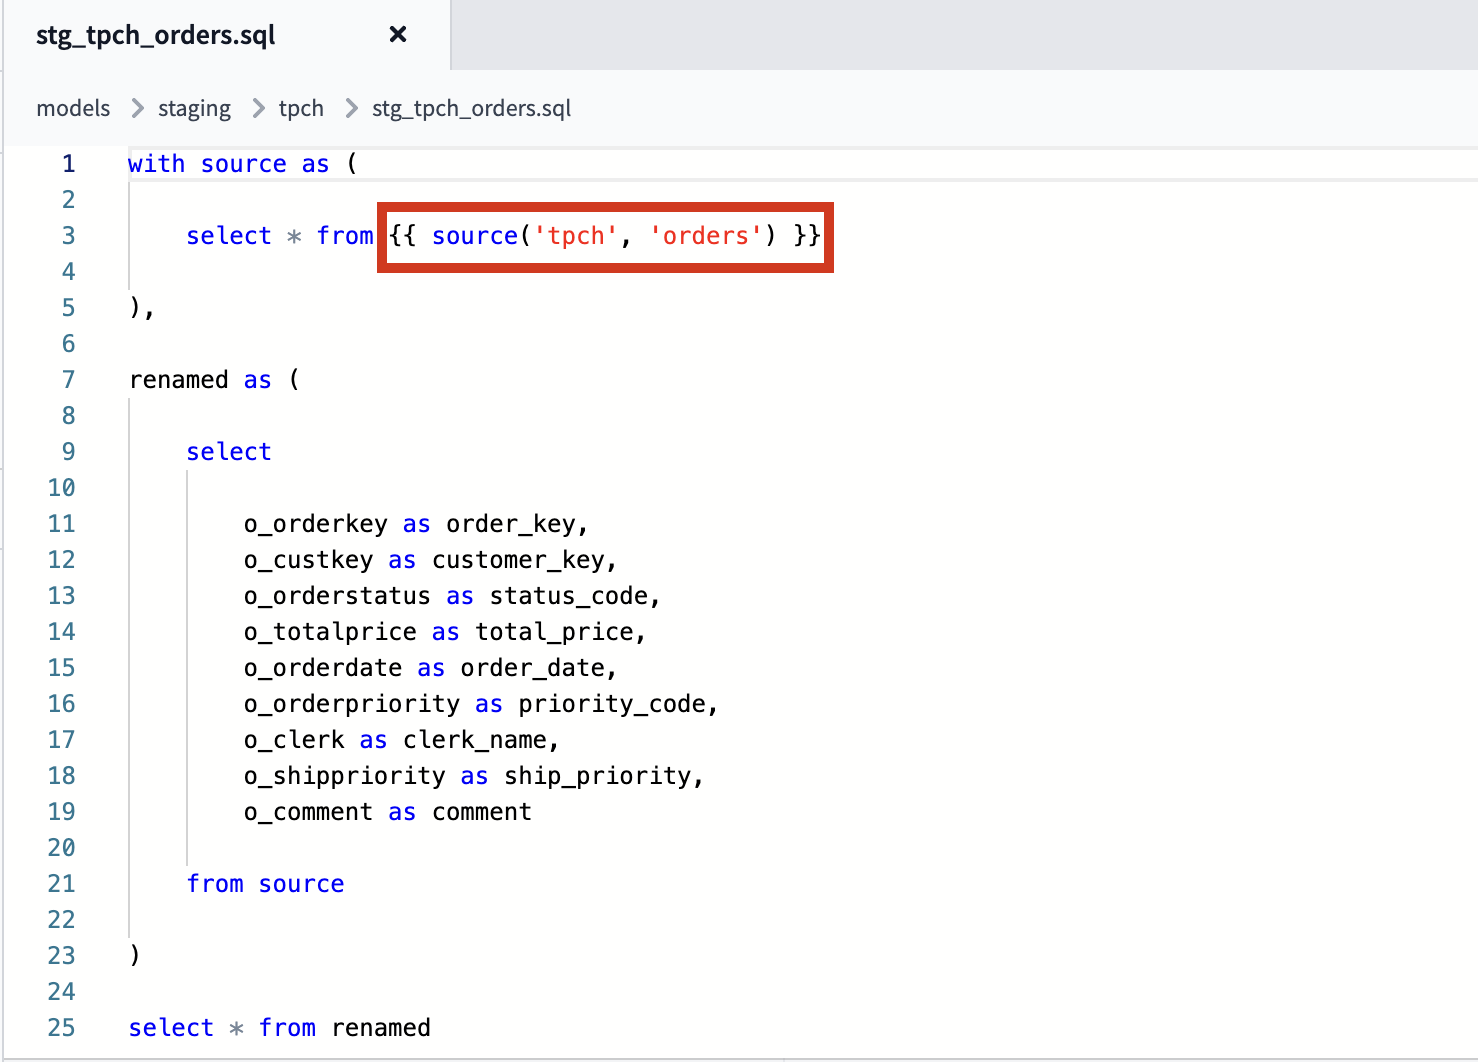 stg_tpch_orders.sql ×
models > staging > tpch > stg_tpch_orders.sql
1 with source as (
2
3     select * from {{ source('tpch', 'orders') }}
4
5 ),
6
7 renamed as (
8
9     select
10
11         o_orderkey as order_key,
12         o_custkey as customer_key,
13         o_orderstatus as status_code,
14         o_totalprice as total_price,
15         o_orderdate as order_date,
16         o_orderpriority as priority_code,
17         o_clerk as clerk_name,
18         o_shippriority as ship_priority,
19         o_comment as comment
20
21     from source
22
23 )
24
25 select * from renamed